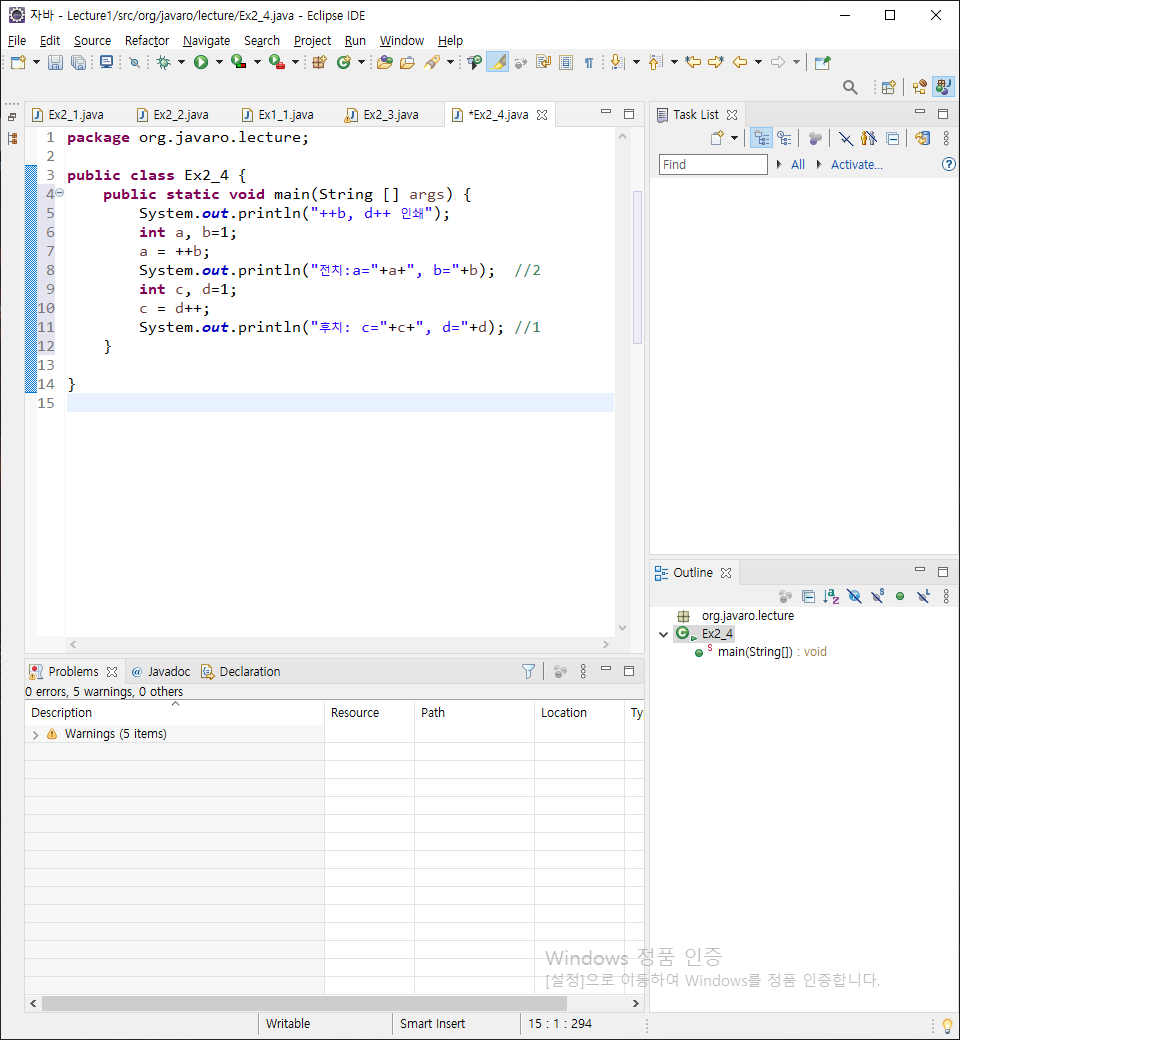 자바 - Lecture1/src/org/javaro/lecture/Ex2_4.java - Eclipse IDE
File Edit Source Refactor Navigate Search Project Run Window Help
Ex2_1.java Ex2_2.java Ex1_1.java Ex2_3.java *Ex2_4.java
1 package org.javaro.lecture;
2
3 public class Ex2_4 {
4 public static void main(String [] args) {
5 System.out.println("++b, d++ 인쇄");
6 int a, b=1;
7 a = ++b;
8 System.out.println("전치:a="+a+", b="+b); //2
9 int c, d=1;
10 c = d++;
11 System.out.println("후치: c="+c+", d="+d); //1
12 }
13
14 }
15
Task List
Find All Activate...
Outline
org.javaro.lecture
Ex2_4
main(String[]) : void
Problems @ Javadoc Declaration
0 errors, 5 warnings, 0 others
Description Resource Path Location Ty
Warnings (5 items)
Windows 정품 인증
[설정]으로 이동하여 Windows를 정품 인증합니다.
Writable Smart Insert 15 : 1 : 294